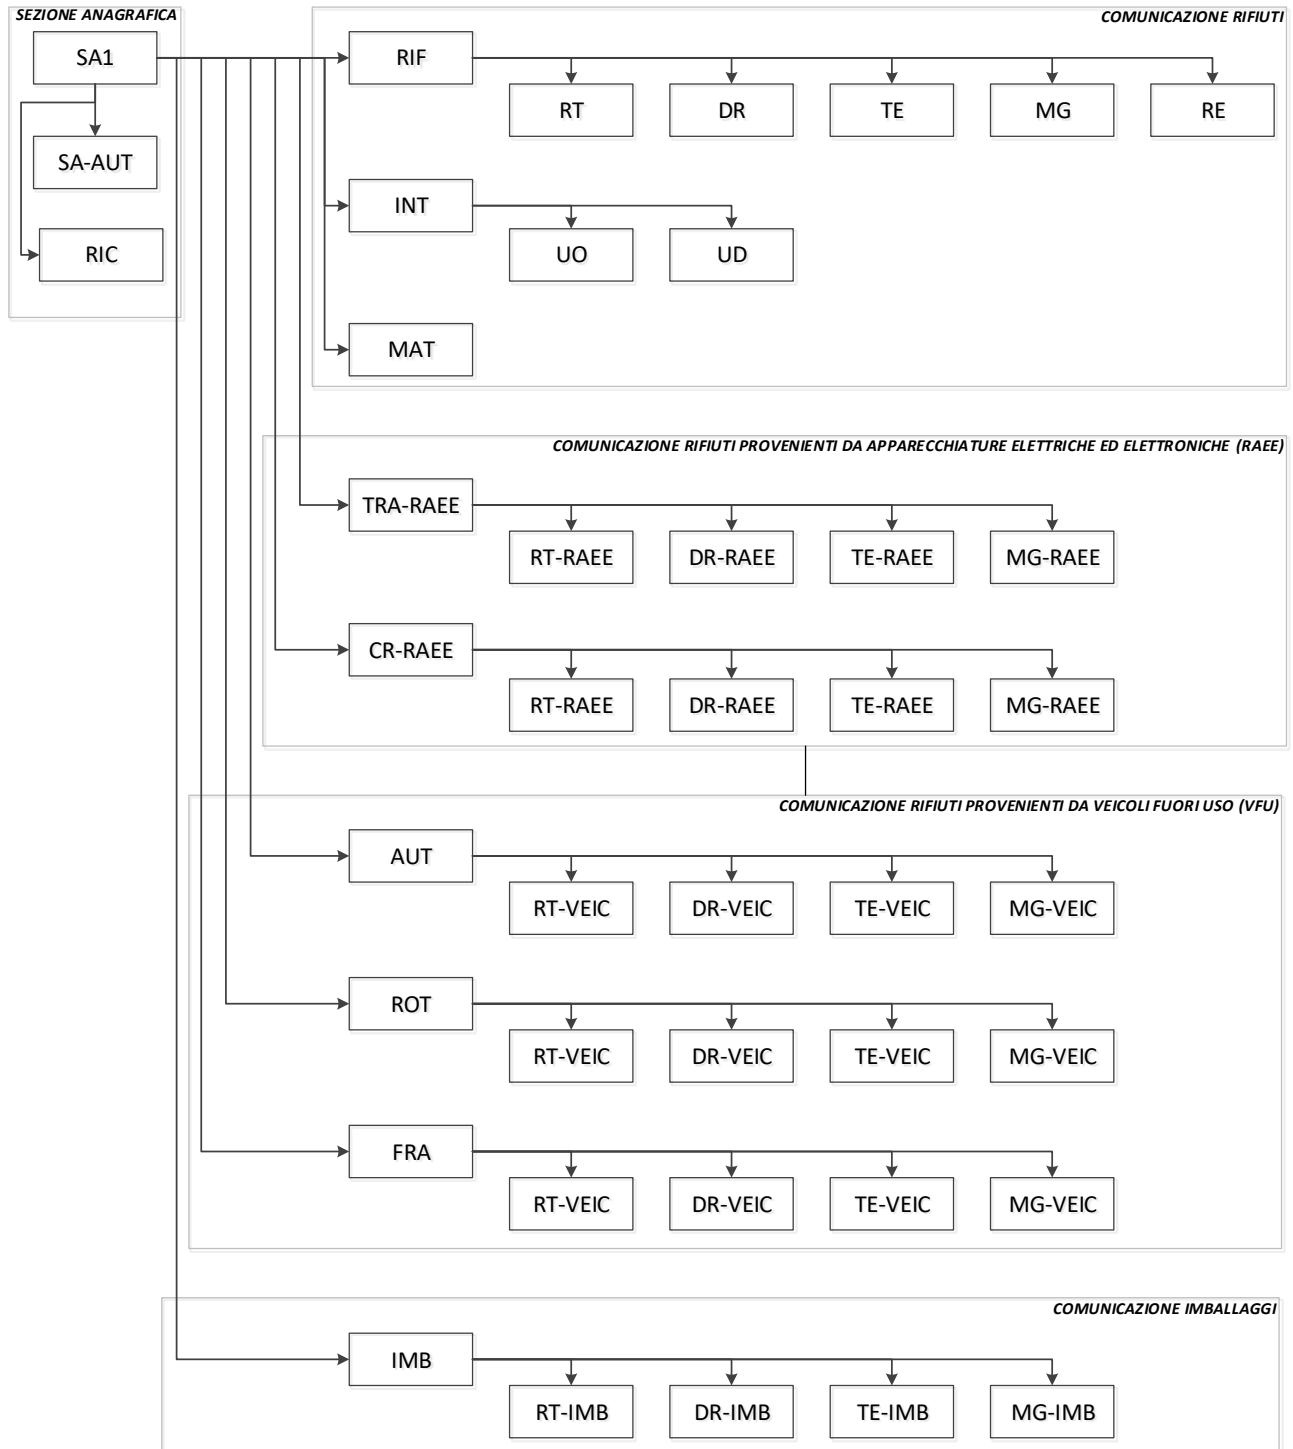 SEZIONE ANAGRAFICA
SA1
SA-AUT
RIC
COMUNICAZIONE RIFIUTI
RIF
RT DR TE MG RE
INT
UO UD
MAT
COMUNICAZIONE RIFIUTI PROVENIENTI DA APPARECCHIATURE ELETTRICHE ED ELETTRONICHE (RAEE)
TRA-RAEE
RT-RAEE DR-RAEE TE-RAEE MG-RAEE
CR-RAEE
RT-RAEE DR-RAEE TE-RAEE MG-RAEE
COMUNICAZIONE RIFIUTI PROVENIENTI DA VEICOLI FUORI USO (VFU)
AUT
RT-VEIC DR-VEIC TE-VEIC MG-VEIC
ROT
RT-VEIC DR-VEIC TE-VEIC MG-VEIC
FRA
RT-VEIC DR-VEIC TE-VEIC MG-VEIC
COMUNICAZIONE IMBALLAGGI
IMB
RT-IMB DR-IMB TE-IMB MG-IMB